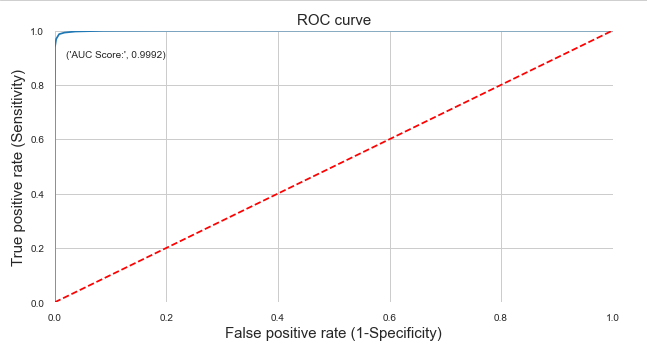 ROC curve
1.0
('AUC Score:', 0.9992)
0.8
0.6
0.4
0.2
0.0
True positive rate (Sensitivity)
0.0 0.2 0.4 0.6 0.8 1.0
False positive rate (1-Specificity)